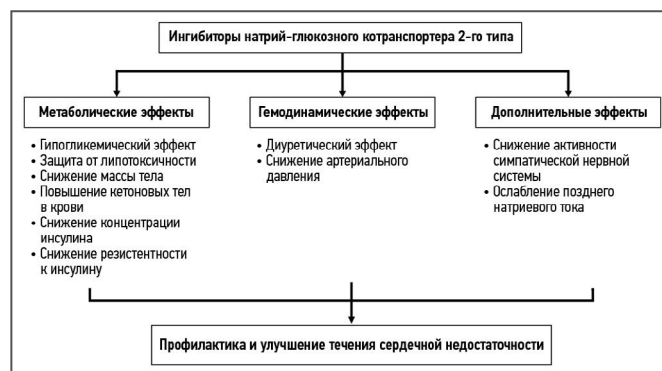 Ингибиторы натрий-глюкозного котранспортера 2-го типа
Метаболические эффекты
• Гипогликемический эффект
• Защита от липотоксичности
• Снижение массы тела
• Повышение кетоновых тел
в крови
• Снижение концентрации
инсулина
• Снижение резистентности
к инсулину
Гемодинамические эффекты
• Диуретический эффект
• Снижение артериального
давления
Дополнительные эффекты
• Снижение активности
симпатической нервной
системы
• Ослабление позднего
натриевого тока
Профилактика и улучшение течения сердечной недостаточности